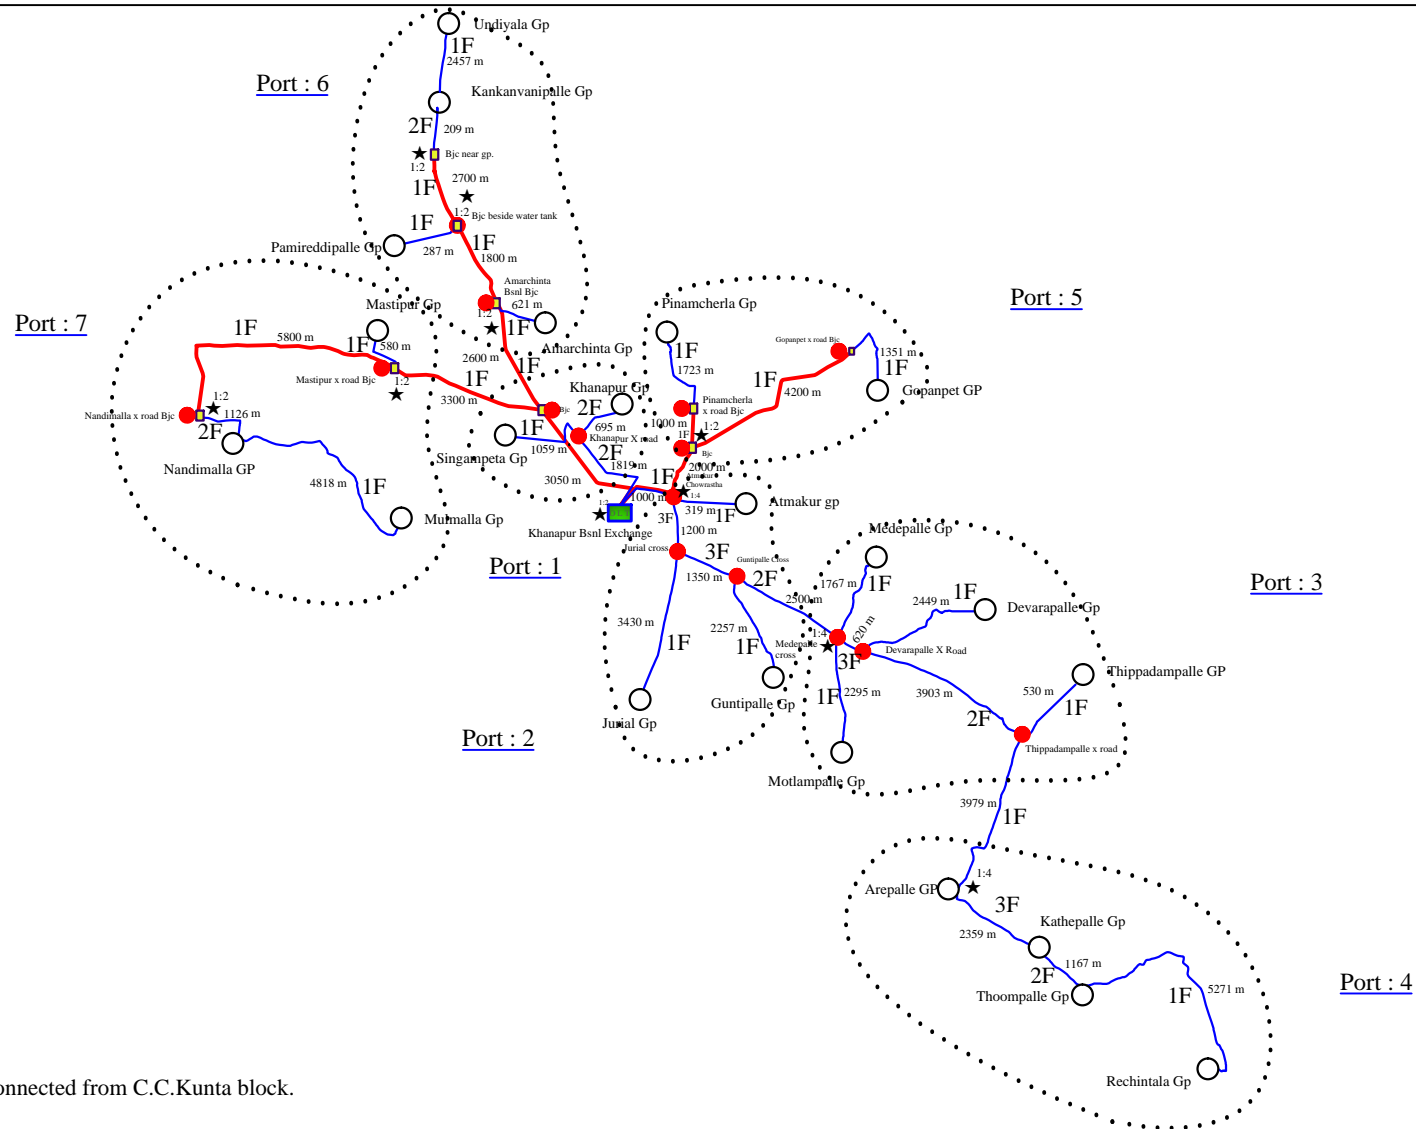 Undiyala Gp
1F
2457 m
Port : 6
Kankanvanipalle Gp
2F
209 m
Bjc near gp.
1:2
2700 m
1F
1:2
Bjc beside water tank
1F
Pamireddipalle Gp
287 m
1F
1800 m
Amarchinta
Bsnl Bjc
621 m
1:2
1F
Amarchinta Gp
2600 m
1F
Port : 7
Mastipur Gp
1F
5800 m
1F
580 m
Mastipur x road Bjc
1:2
1F
3300 m
Nandimalla x road Bjc
1:2
1126 m
2F
Nandimalla GP
4818 m
1F
Mulmalla Gp
Port : 5
Pinamcherla Gp
1F
1723 m
Gopanpet x road Bjc
1351 m
1F
Gopanpet GP
1F
4200 m
Pinamcherla
x road Bjc
1000 m
1F
1:2
Bjc
2000 m
Khanapur Gp
2F
Bjc
695 m
Khanapur X road
1F
1059 m
Singampeta Gp
2F
1819 m
3050 m
1F
Atmakur
Chowrastha
1:4
1000 m
319 m
1F
Atmakur gp
1:2
Khanapur Bsnl Exchange
3F
1200 m
Port : 1
Jurial cross
3F
1350 m
Guntipalle Cross
2F
2500 m
3430 m
1F
2257 m
1F
Jurial Gp
Guntipalle Gp
Port : 2
Medepalle Gp
1767 m
1F
2449 m
1F
Devarapalle Gp
Port : 3
1:4
Medepalle
cross
620 m
3F
Devarapalle X Road
1F
2295 m
3903 m
2F
530 m
1F
Thippadampalle GP
Thippadampalle x road
Motlampalle Gp
3979 m
1F
1:4
Arepalle GP
3F
2359 m
Kathepalle Gp
1167 m
2F
Thoompalle Gp
1F
5271 m
Rechintala Gp
Port : 4
onnected from C.C.Kunta block.